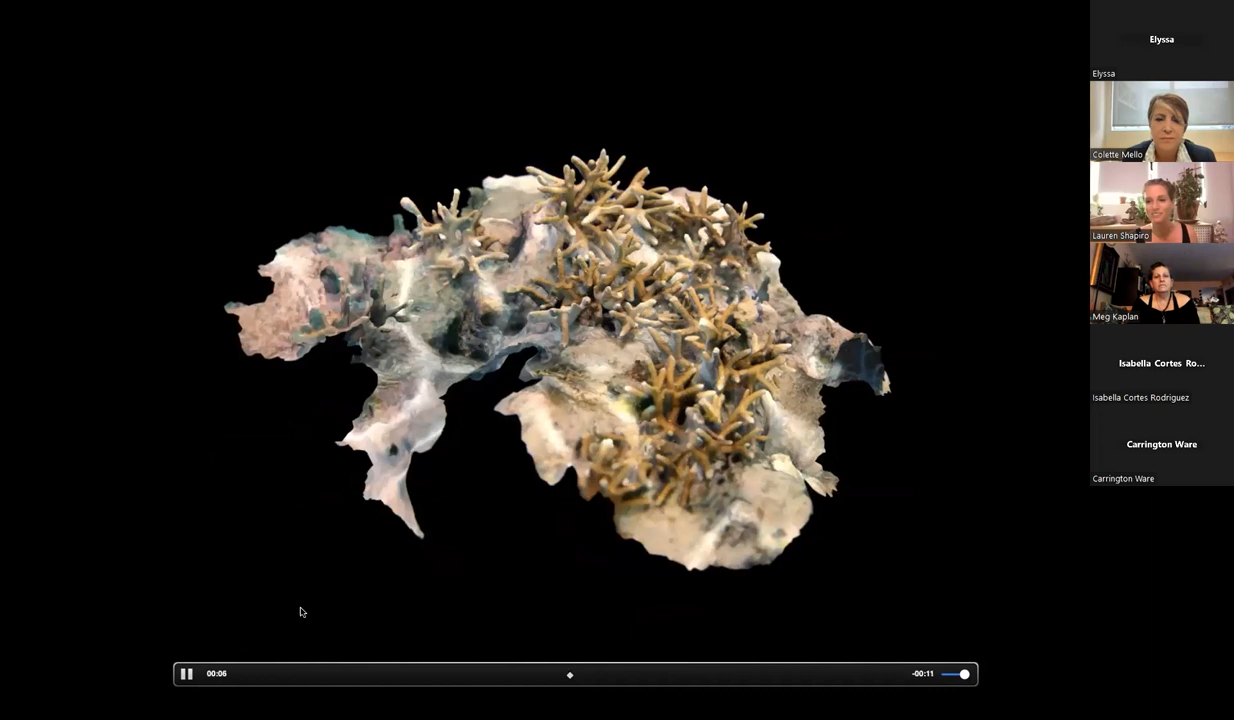 Elyssa
Elyssa
Colette Mello
Lauren Shapiro
Meg Kaplan
Isabella Cortes Ro...
Isabella Cortes Rodriguez
Carrington Ware
Carrington Ware
00:06
-00:11